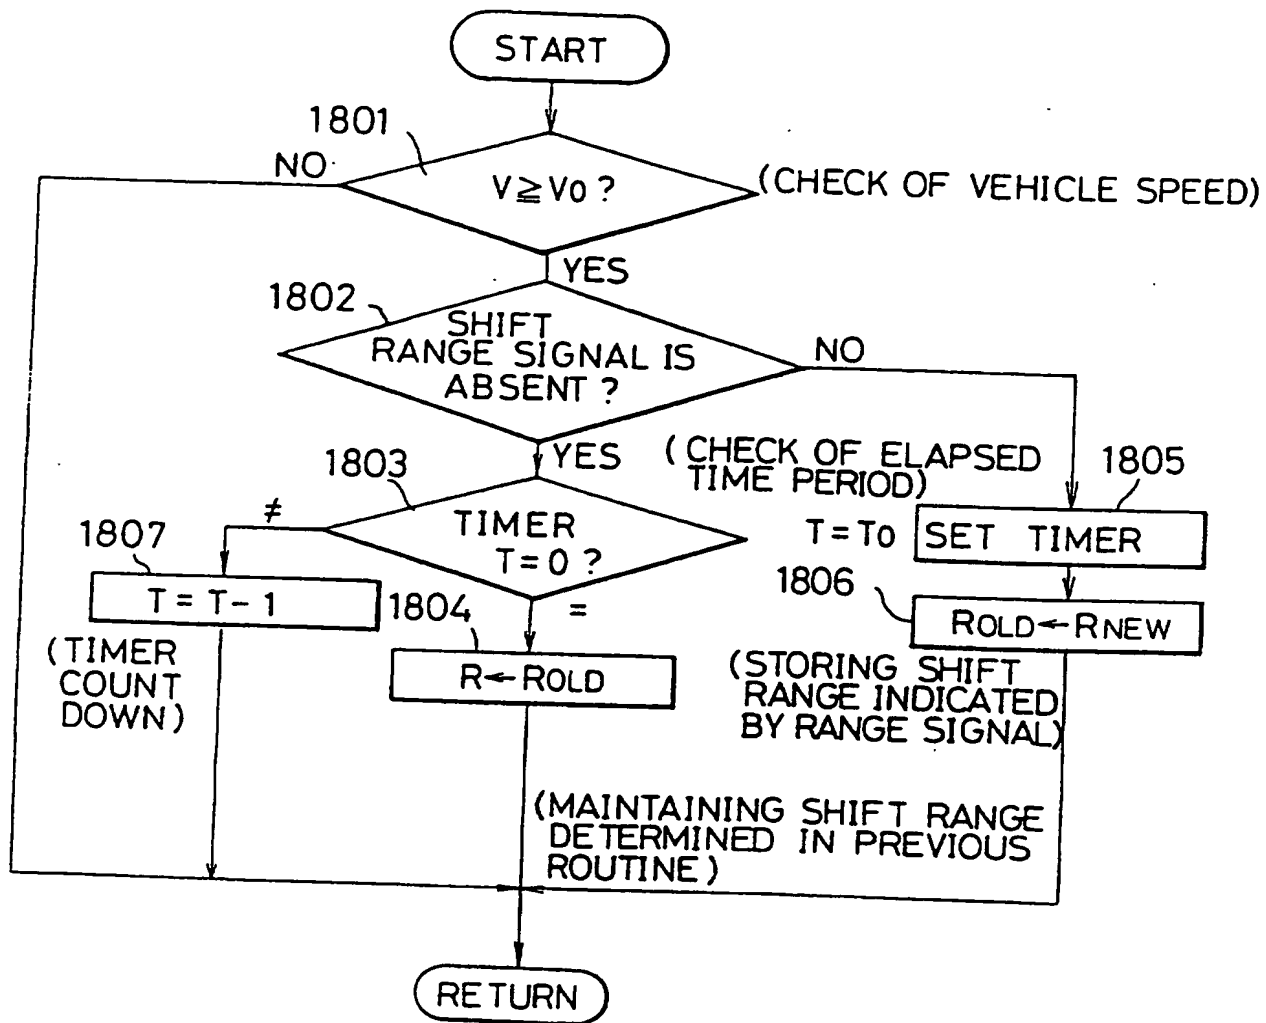 START
1801
NO
V ≧ V0 ?
(CHECK OF VEHICLE SPEED)
YES
1802
SHIFT
RANGE SIGNAL IS
ABSENT ?
NO
YES
(CHECK OF ELAPSED
TIME PERIOD)
1803
1805
≠
TIMER
T = 0 ?
T = T0
SET TIMER
1807
T = T - 1
1804
=
1806
ROLD ← RNEW
(TIMER
COUNT
DOWN)
R ← ROLD
(STORING SHIFT
RANGE INDICATED
BY RANGE SIGNAL)
(MAINTAINING SHIFT RANGE
DETERMINED IN PREVIOUS
ROUTINE)
RETURN